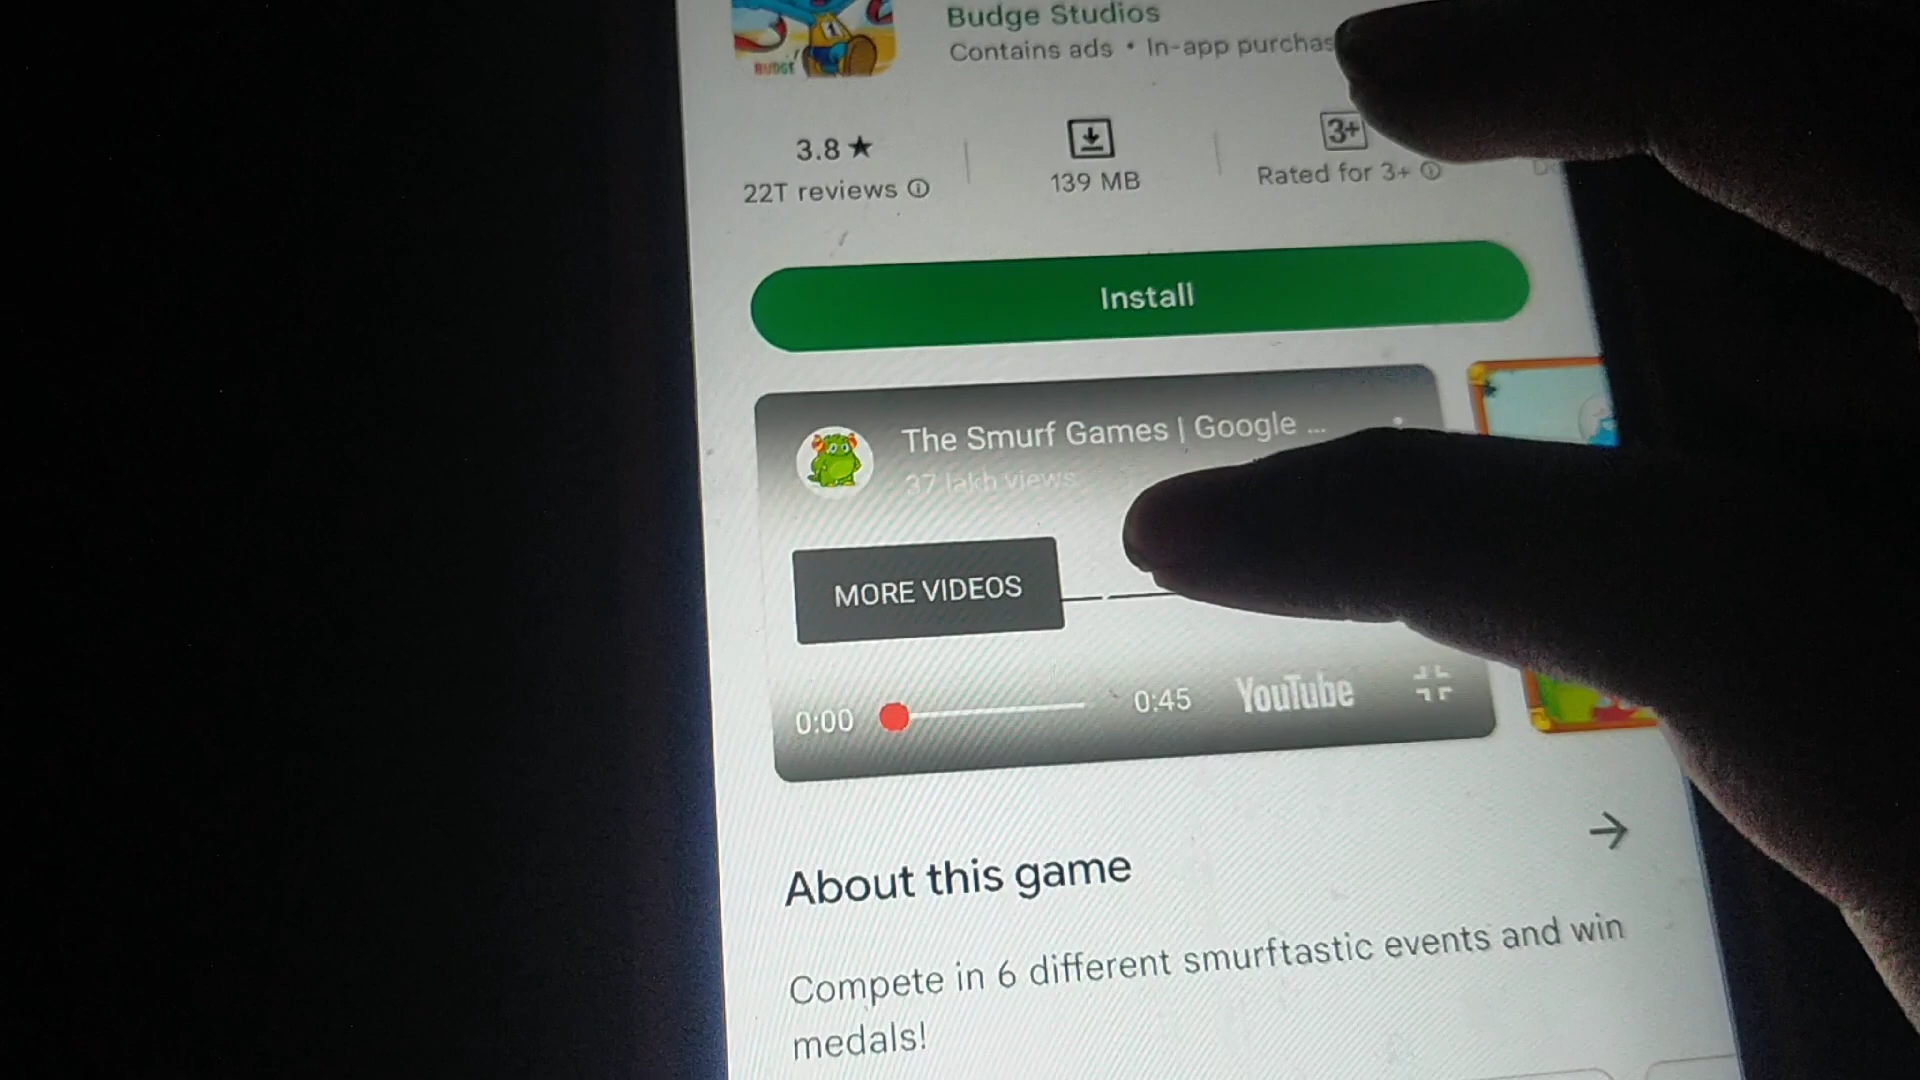 Budge Studios
Contains ads • In-app purchas
BUDGE
3.8 ★
22T reviews
139 MB
3+
Rated for 3+
Install
The Smurf Games | Google ...
37 lakh views
MORE VIDEOS
0:00
0:45
YouTube
About this game
Compete in 6 different smurftastic events and win
medals!